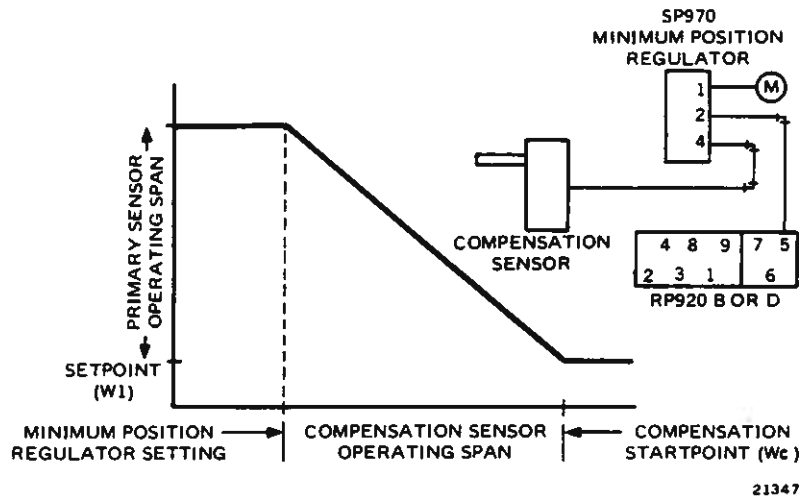 SP970
MINIMUM POSITION
REGULATOR
1
M
2
4
COMPENSATION
SENSOR
4 8 9 7 5
2 3 1 6
RP920 B OR D
PRIMARY SENSOR
OPERATING SPAN
SETPOINT
(W1)
MINIMUM POSITION
REGULATOR SETTING
COMPENSATION SENSOR
OPERATING SPAN
COMPENSATION
STARTPOINT (Wc)
21347